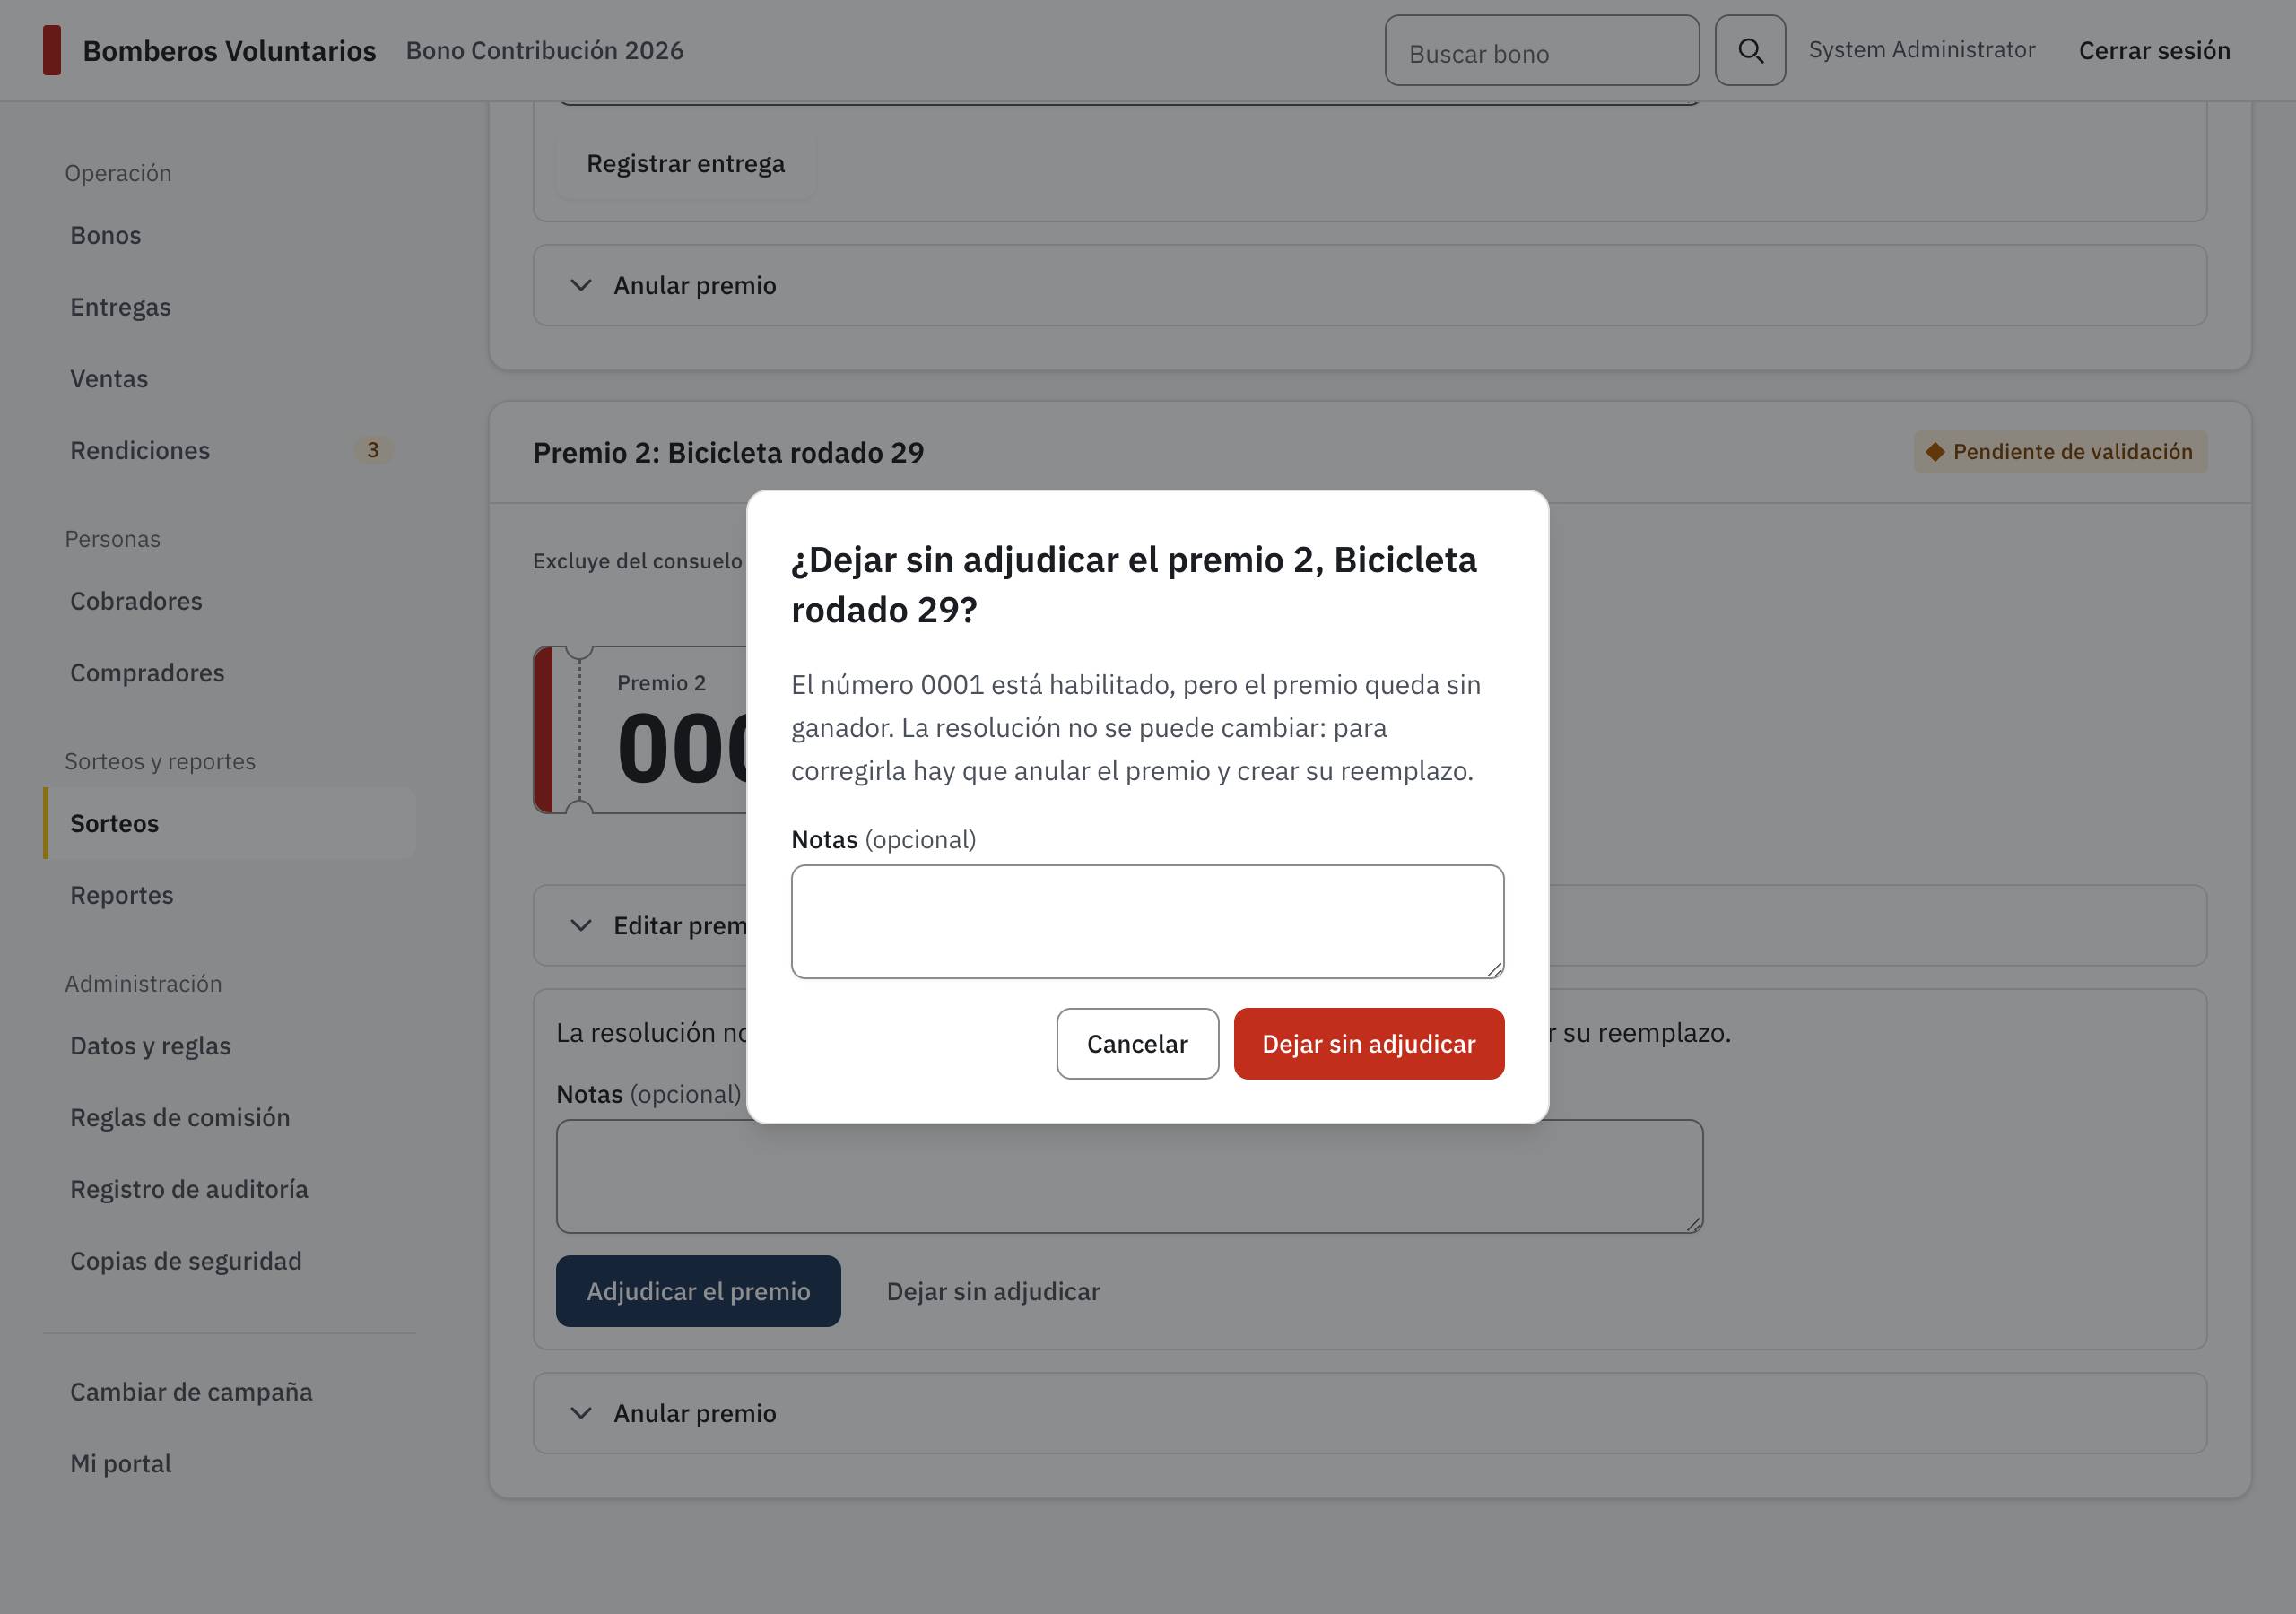 Bomberos Voluntarios
Bono Contribución 2026
Buscar bono
System Administrator
Cerrar sesión
Operación
Bonos
Entregas
Ventas
Rendiciones
3
Personas
Cobradores
Compradores
Sorteos y reportes
Sorteos
Reportes
Administración
Datos y reglas
Reglas de comisión
Registro de auditoría
Copias de seguridad
Cambiar de campaña
Mi portal
Registrar entrega
Anular premio
Premio 2: Bicicleta rodado 29
Pendiente de validación
Excluye del consuelo
Premio 2
000
Editar prem
La resolución no
r su reemplazo.
Notas (opcional)
Adjudicar el premio
Dejar sin adjudicar
Anular premio
¿Dejar sin adjudicar el premio 2, Bicicleta
rodado 29?
El número 0001 está habilitado, pero el premio queda sin
ganador. La resolución no se puede cambiar: para
corregirla hay que anular el premio y crear su reemplazo.
Notas (opcional)
Cancelar
Dejar sin adjudicar